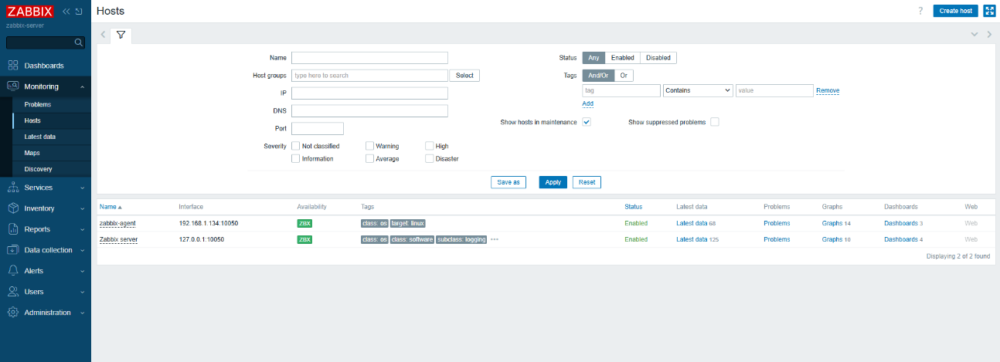 ZABBIX
zabbix-server
Dashboards
Monitoring
Problems
Hosts
Latest data
Maps
Discovery
Services
Inventory
Reports
Data collection
Alerts
Users
Administration
Hosts
? Create host
Name
Host groups type here to search Select
IP
DNS
Port
Severity Not classified Warning High
Information Average Disaster
Status Any Enabled Disabled
Tags And/Or Or
tag Contains value Remove
Add
Show hosts in maintenance Show suppressed problems
Save as Apply Reset
Name Interface Availability Tags Status Latest data Problems Graphs Dashboards Web
zabbix-agent 192.168.1.134:10050 ZBX class: os target: linux Enabled Latest data 68 Problems Graphs 14 Dashboards 3 Web
Zabbix server 127.0.0.1:10050 ZBX class: os class: software subclass: logging ••• Enabled Latest data 125 Problems Graphs 10 Dashboards 4 Web
Displaying 2 of 2 found